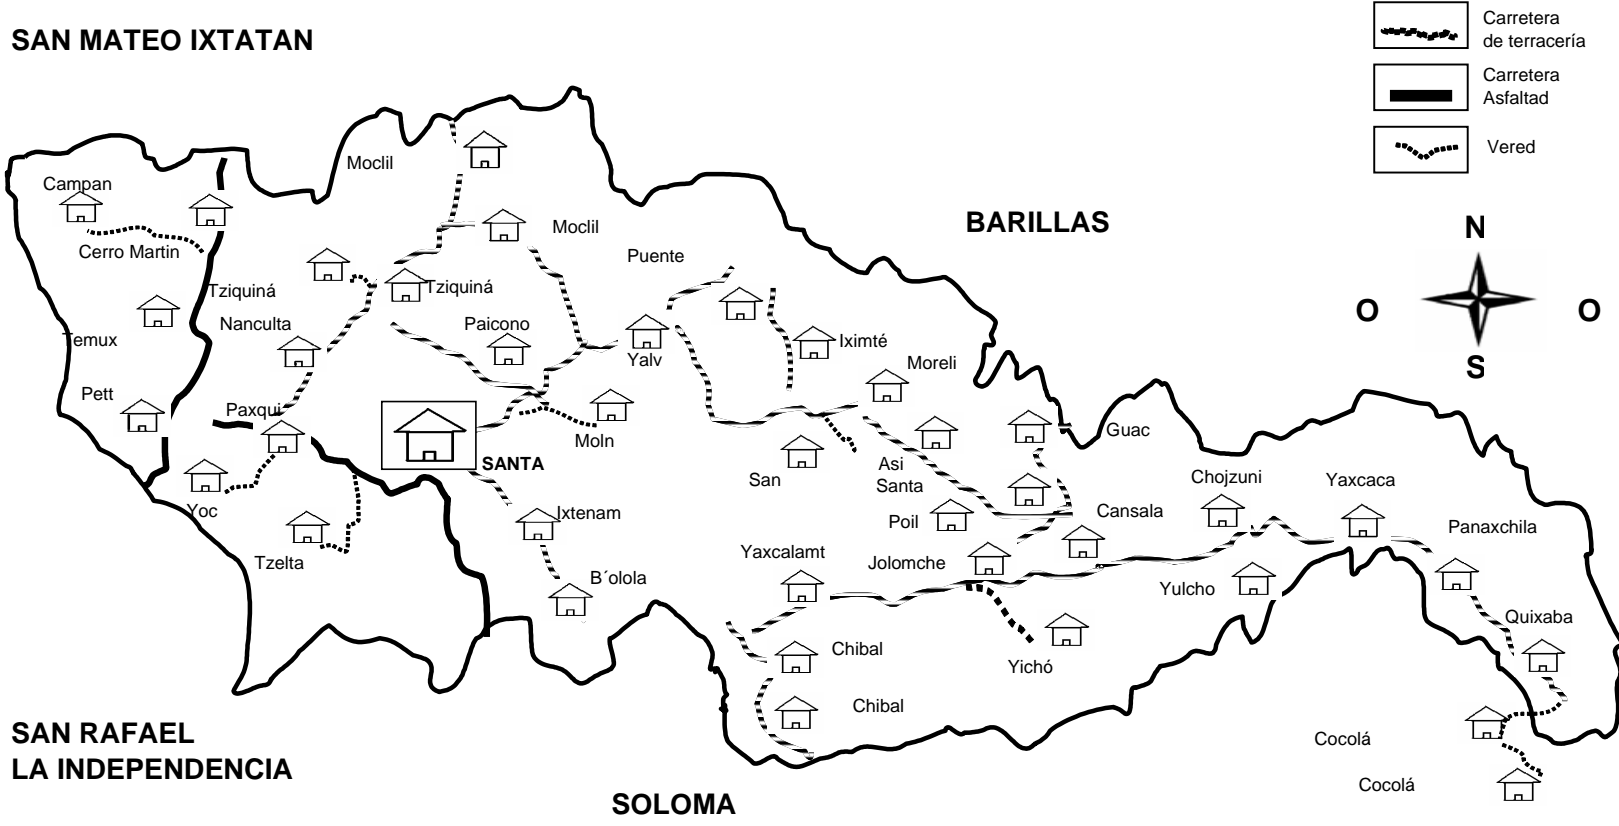 Carretera
de terracería
SAN MATEO IXTATAN
Carretera
Asfaltad
Vered
Moclil
Campan
BARILLAS
N
Moclil
Cerro Martin
Puente
Tziquiná
Tziquiná
O
O
Nanculta
Paicono
Temux
Iximté
Yalv
Moreli
S
Pett
Paxqui
Guac
Moln
SANTA
Asi
San
Santa
Chojzuni
Yaxcaca
Yoc
Ixtenam
Poil
Cansala
Panaxchila
Tzelta
Yaxcalamt
Jolomche
B´olola
Yulcho
Quixaba
Chibal
Yichó
Chibal
SAN RAFAEL
LA INDEPENDENCIA
Cocolá
Cocolá
SOLOMA